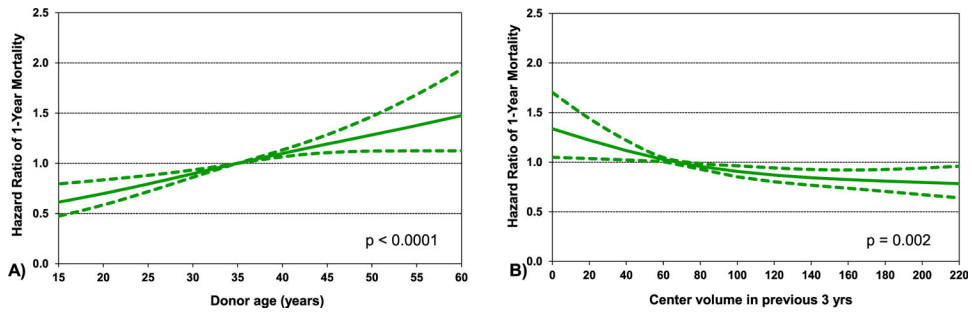 Hazard Ratio of 1-Year Mortality
2.5
2.0
1.5
1.0
0.5
0.0
p < 0.0001
15 20 25 30 35 40 45 50 55 60
A)
Donor age (years)
Hazard Ratio of 1-Year Mortality
2.5
2.0
1.5
1.0
0.5
0.0
p = 0.002
0 20 40 60 80 100 120 140 160 180 200 220
B)
Center volume in previous 3 yrs